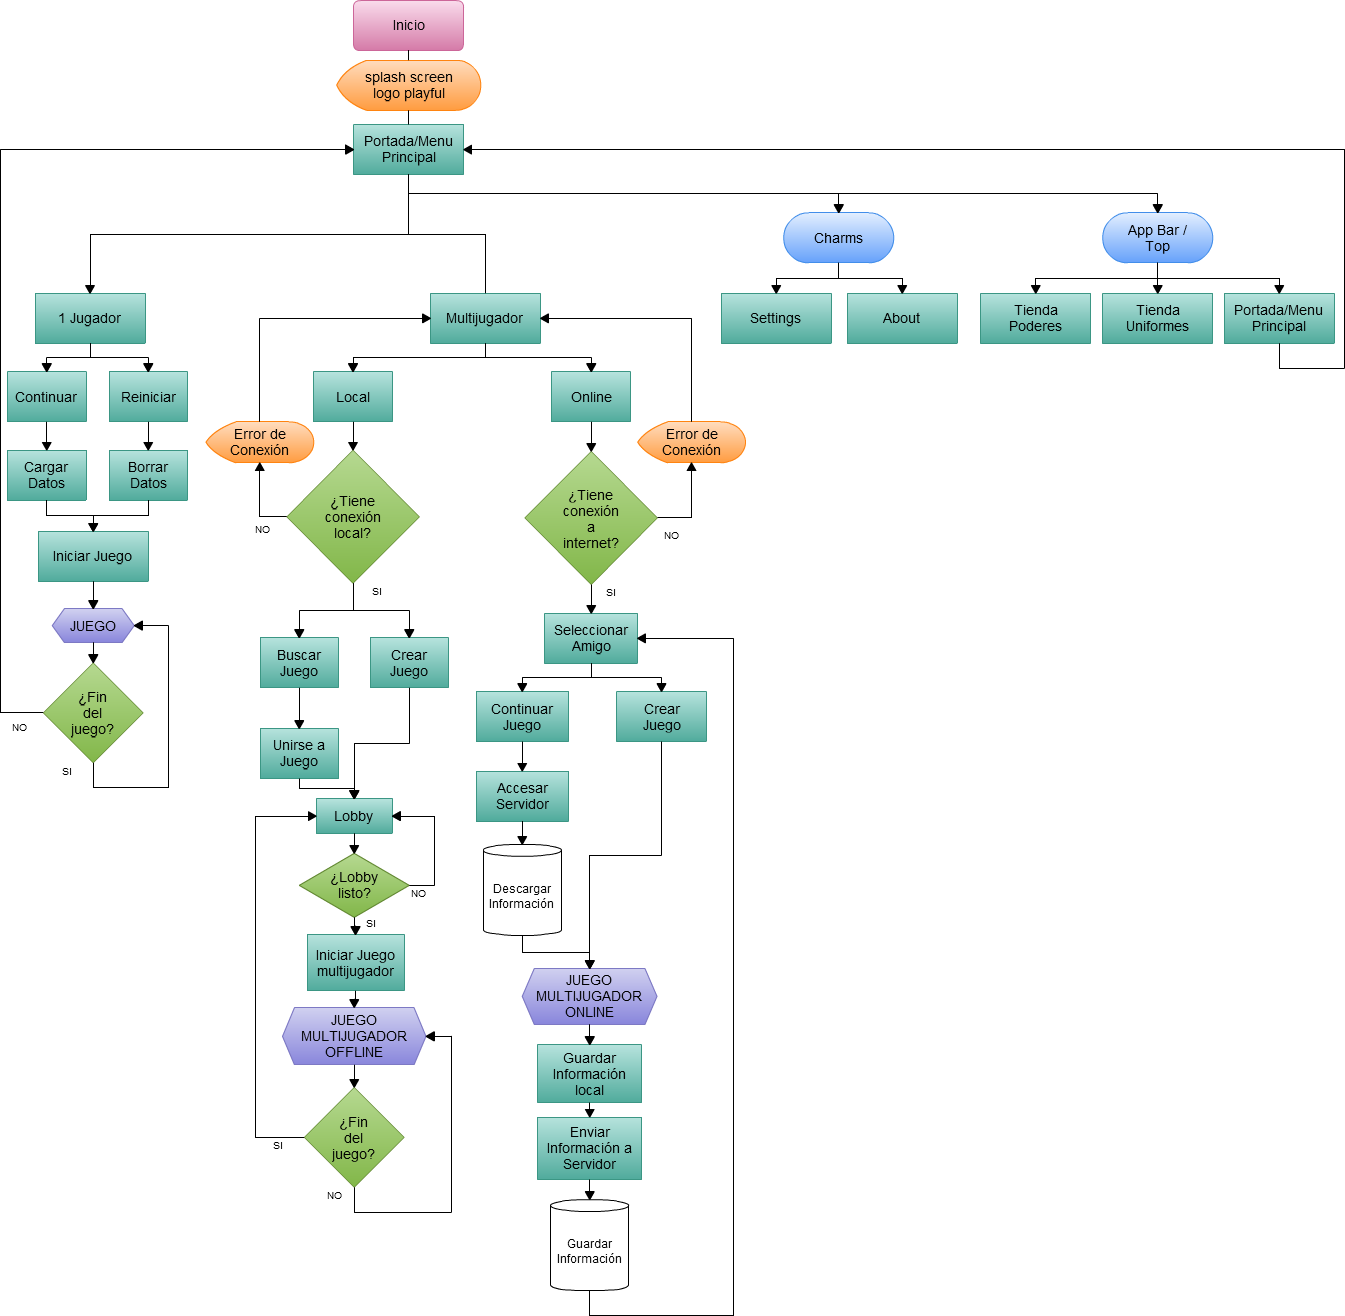 Inicio
splash screen
logo playful
Portada/Menu
Principal
Charms
App Bar /
Top
1 Jugador
Multijugador
Settings
About
Tienda
Poderes
Tienda
Uniformes
Portada/Menu
Principal
Continuar
Reiniciar
Local
Online
Error de
Conexión
Error de
Conexión
Cargar
Datos
Borrar
Datos
¿Tiene
conexión
local?
¿Tiene
conexión
a
internet?
NO
NO
Iniciar Juego
SI
SI
JUEGO
Buscar
Juego
Crear
Juego
Seleccionar
Amigo
¿Fin
del
juego?
NO
SI
Continuar
Juego
Crear
Juego
Unirse a
Juego
Accesar
Servidor
Lobby
¿Lobby
listo?
NO
SI
Descargar
Información
Iniciar Juego
multijugador
JUEGO
MULTIJUGADOR
ONLINE
JUEGO
MULTIJUGADOR
OFFLINE
Guardar
Información
local
¿Fin
del
juego?
SI
NO
Enviar
Información a
Servidor
Guardar
Información